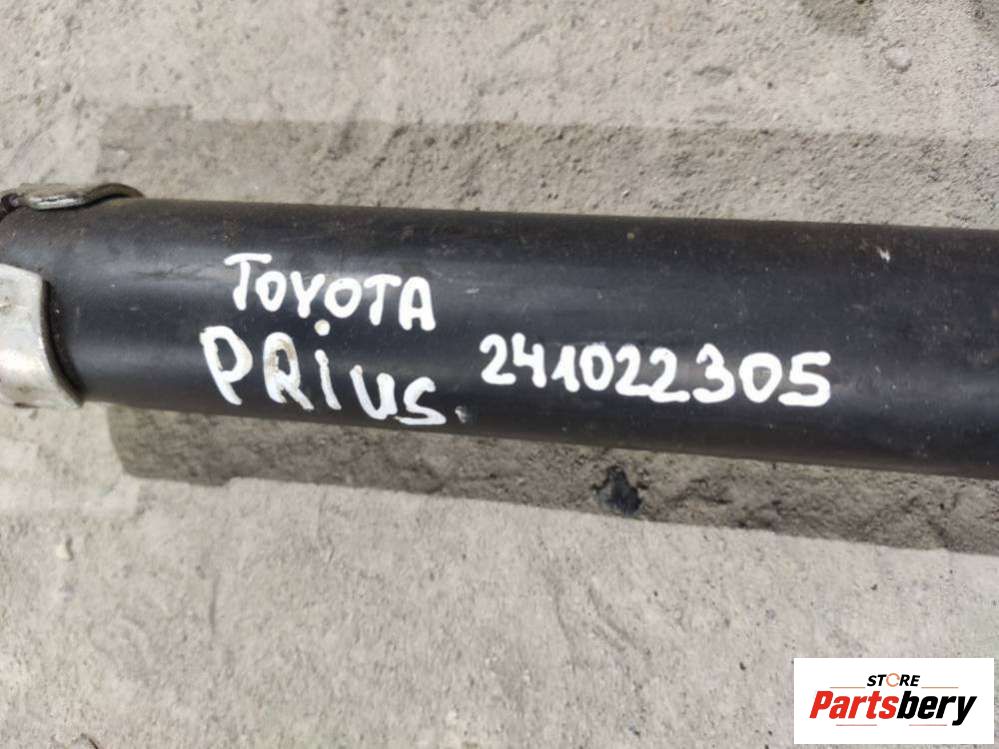 TOYOTA
PRiUS. 241022305
STORE
Partsbery